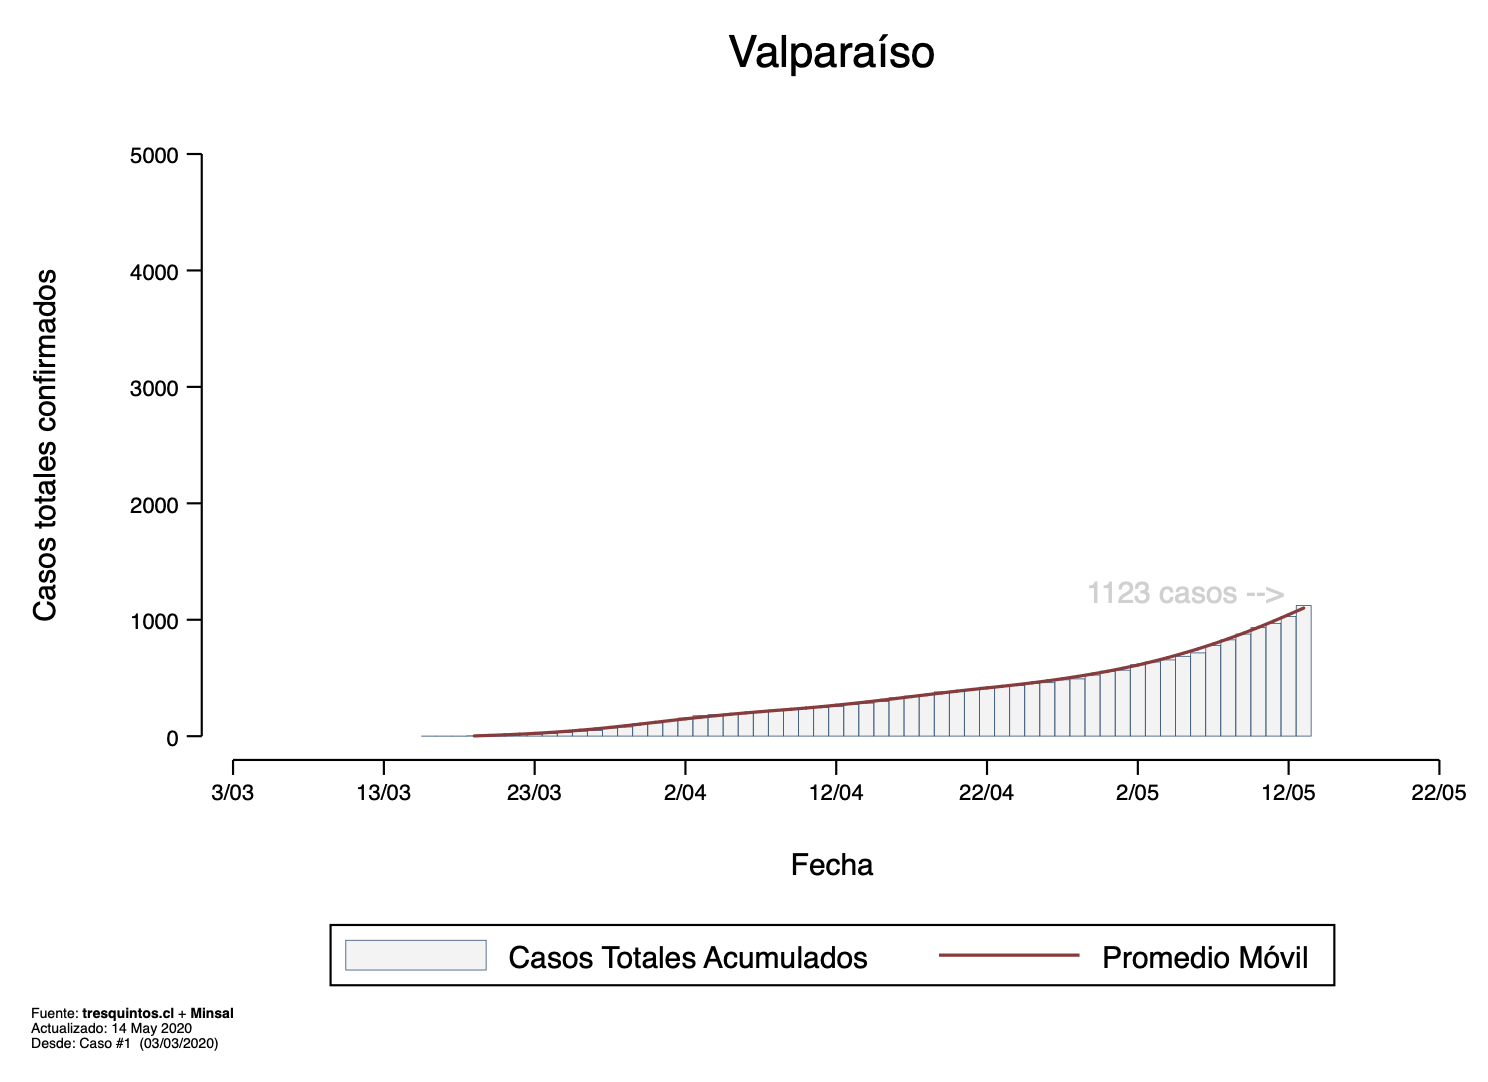 Valparaíso
Casos totales confirmados
5000
4000
3000
2000
1000
0
1123 casos -->
3/03 13/03 23/03 2/04 12/04 22/04 2/05 12/05 22/05
Fecha
Casos Totales Acumulados Promedio Móvil
Fuente: tresquintos.cl + Minsal
Actualizado: 14 May 2020
Desde: Caso #1 (03/03/2020)